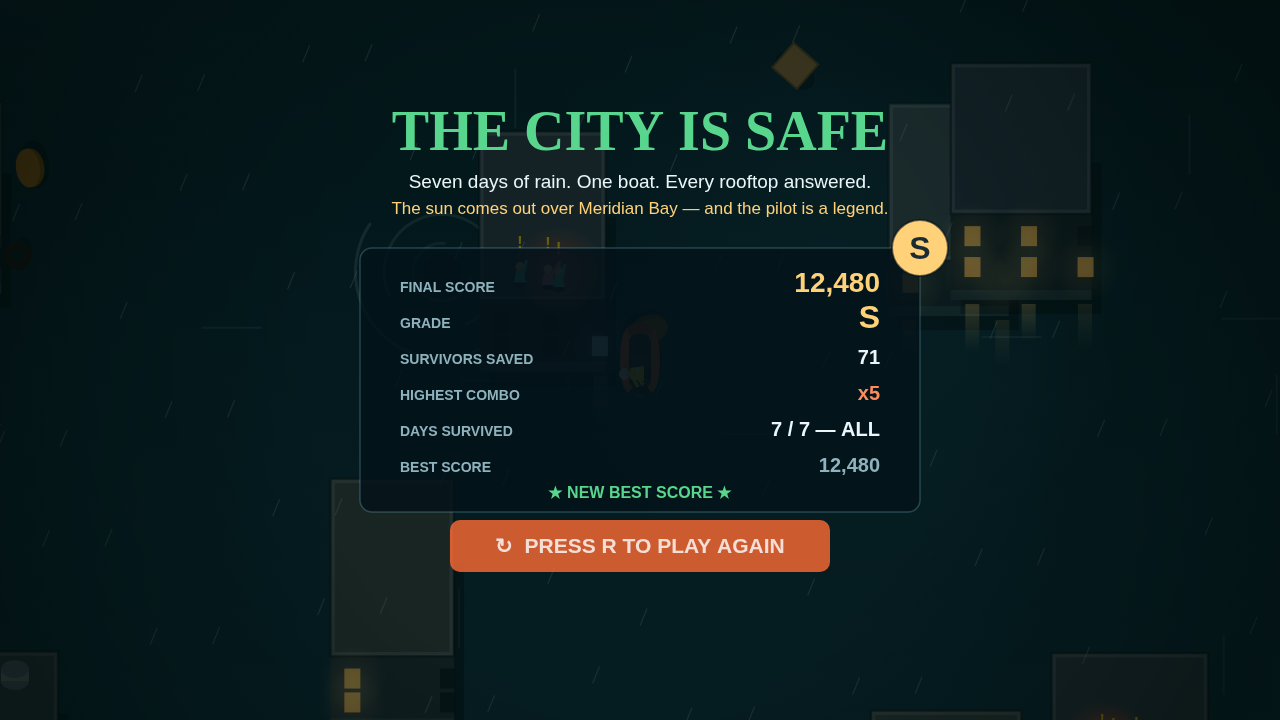 THE CITY IS SAFE
Seven days of rain. One boat. Every rooftop answered.
The sun comes out over Meridian Bay — and the pilot is a legend.
S
FINAL SCORE 12,480
GRADE S
SURVIVORS SAVED 71
HIGHEST COMBO x5
DAYS SURVIVED 7 / 7 — ALL
BEST SCORE 12,480
★ NEW BEST SCORE ★
↻ PRESS R TO PLAY AGAIN